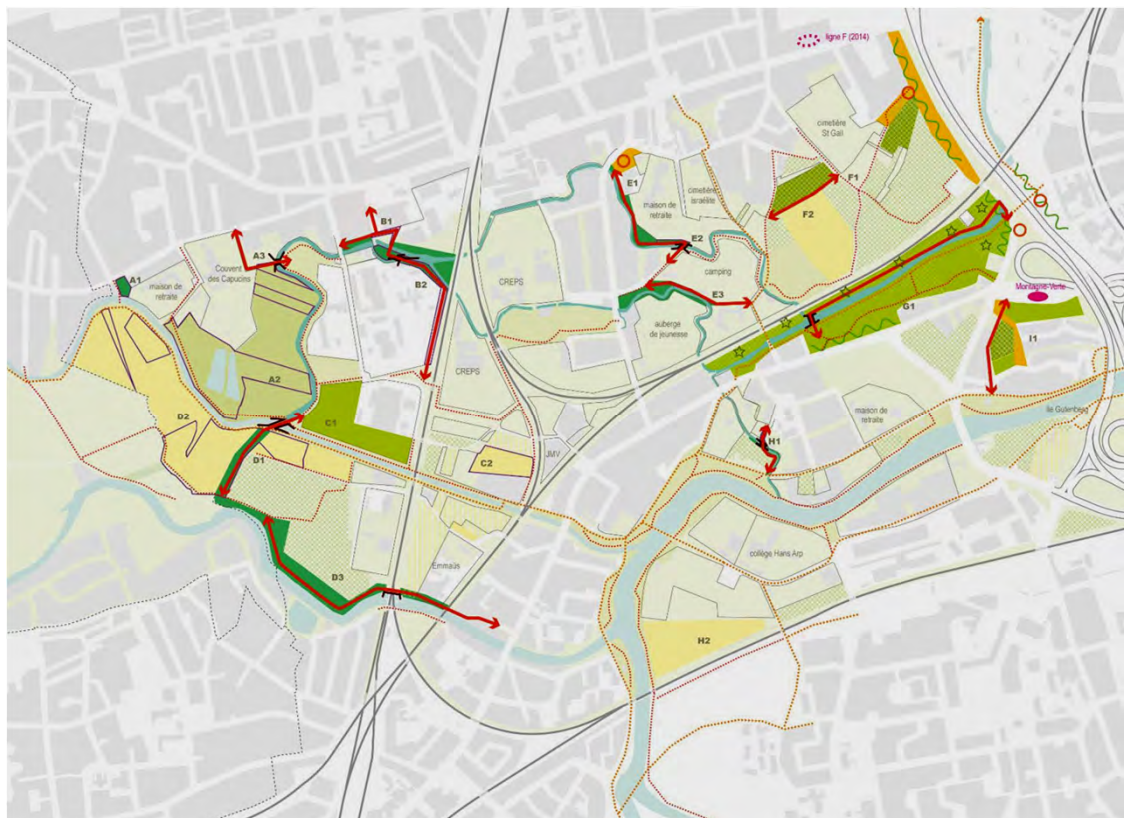 ligne F (2014)
cimetière
St Gall
F1
F2
E1
maison de
retraite
cimetière
israélite
E2
camping
E3
auberge
de jeunesse
B1
B2
CREPS
CREPS
A3
Couvent
des Capucins
A1
maison de
retraite
A2
Montagne-Verte
G1
I1
île Gutenberg
maison de
retraite
H1
D2
C1
D1
C2
JMV
collège Hans Arp
Emmaüs
D3
H2